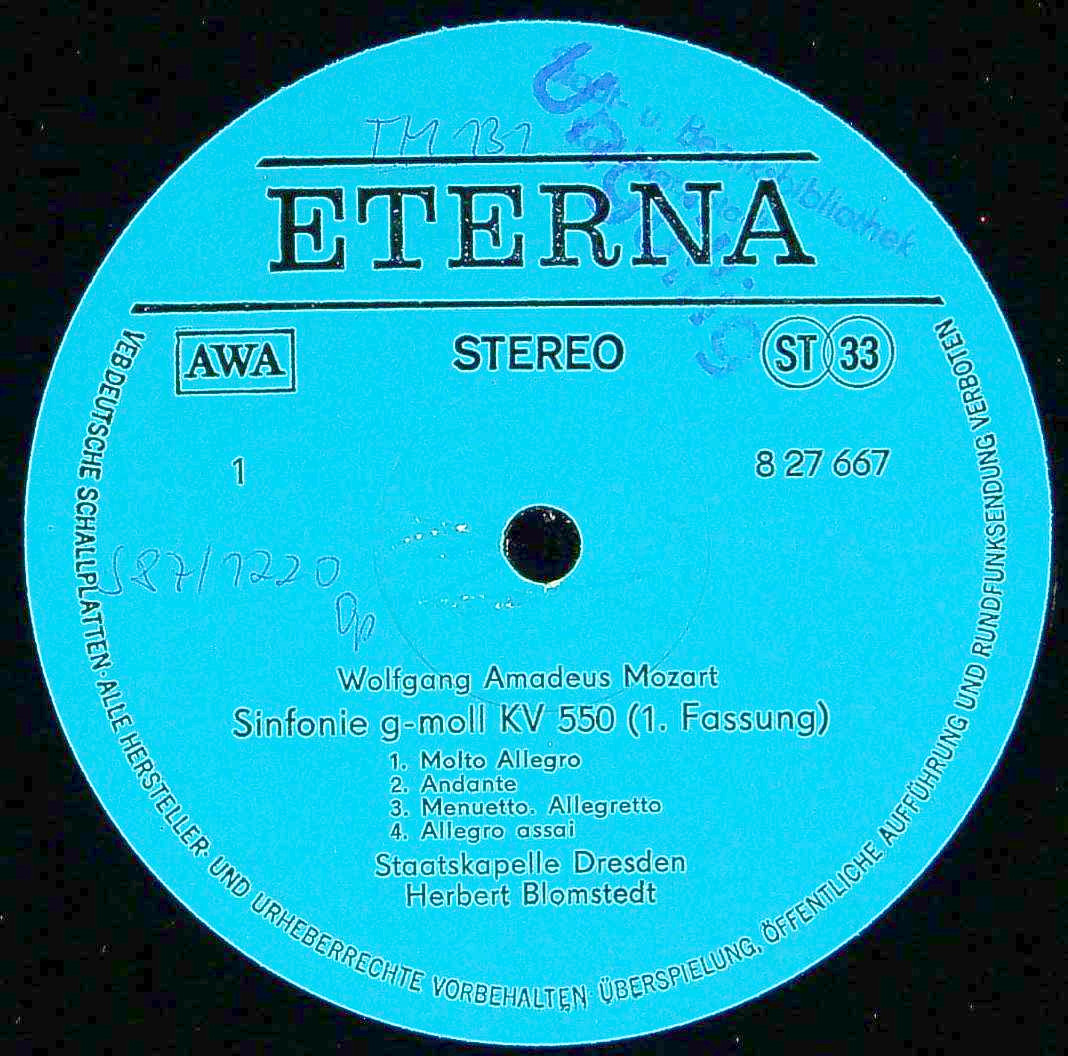 TM 131
u. Bezirksbibliothek
ETERNA
AWA
STEREO
ST 33
1
8 27 667
S 87/1220
Wolfgang Amadeus Mozart
Sinfonie g-moll KV 550 (1. Fassung)
1. Molto Allegro
2. Andante
3. Menuetto. Allegretto
4. Allegro assai
Staatskapelle Dresden
Herbert Blomstedt
VEB DEUTSCHE SCHALLPLATTEN · ALLE HERSTELLER- UND URHEBERRECHTE VORBEHALTEN · ÜBERSPIELUNG, ÖFFENTLICHE AUFFÜHRUNG UND RUNDFUNKSENDUNG VERBOTEN